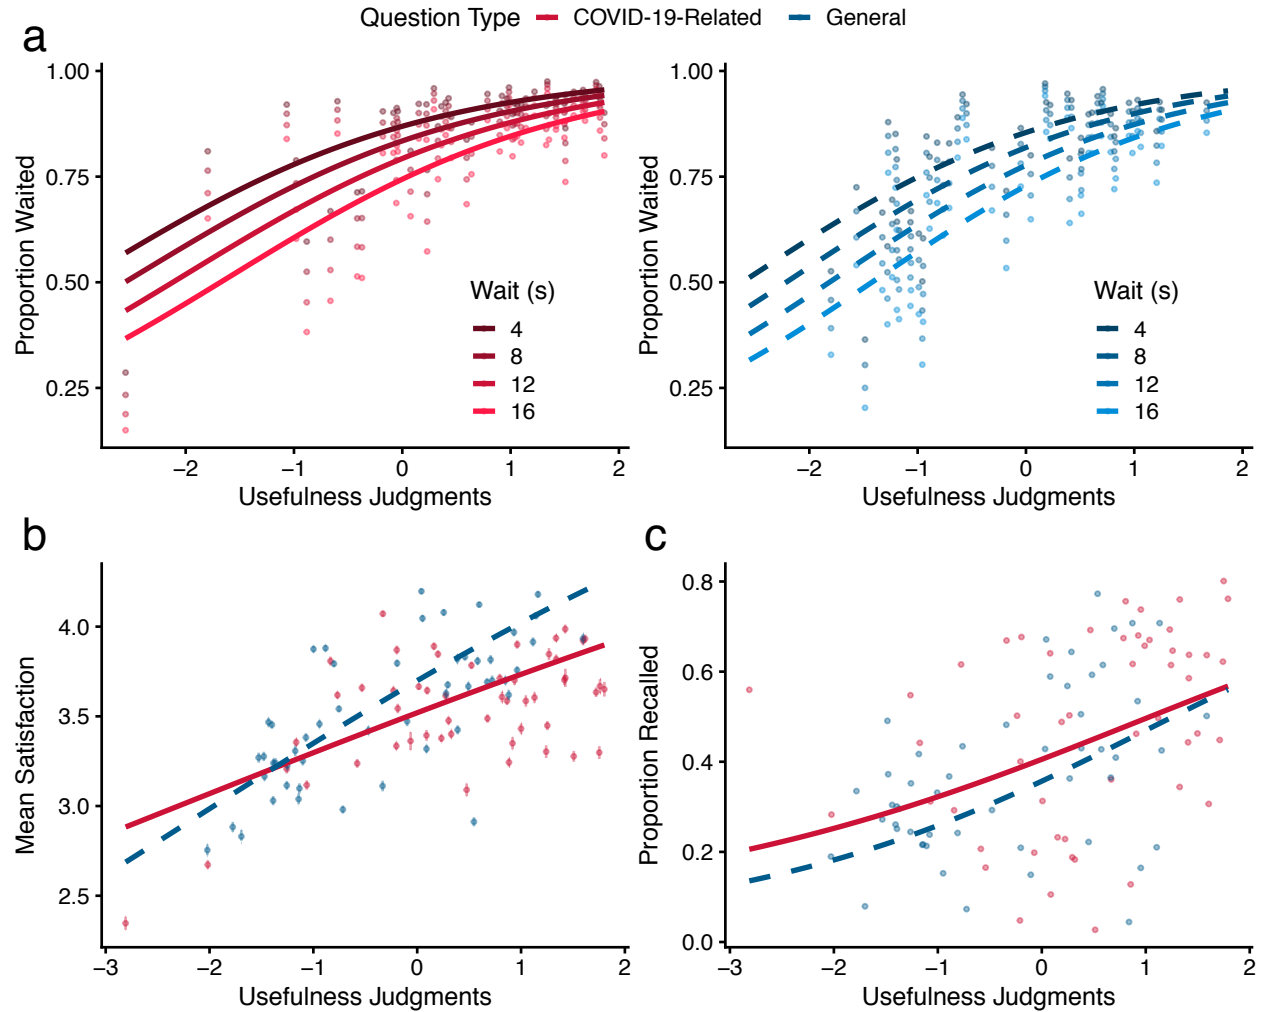 Question Type COVID-19-Related General
a
1.00
0.75
0.50
0.25
Proportion Waited
Wait (s)
4
8
12
16
−2 −1 0 1 2
Usefulness Judgments
1.00
0.75
0.50
0.25
Proportion Waited
Wait (s)
4
8
12
16
−2 −1 0 1 2
Usefulness Judgments
b
4.0
3.5
3.0
2.5
Mean Satisfaction
−3 −2 −1 0 1 2
Usefulness Judgments
c
0.8
0.6
0.4
0.2
0.0
Proportion Recalled
−3 −2 −1 0 1 2
Usefulness Judgments